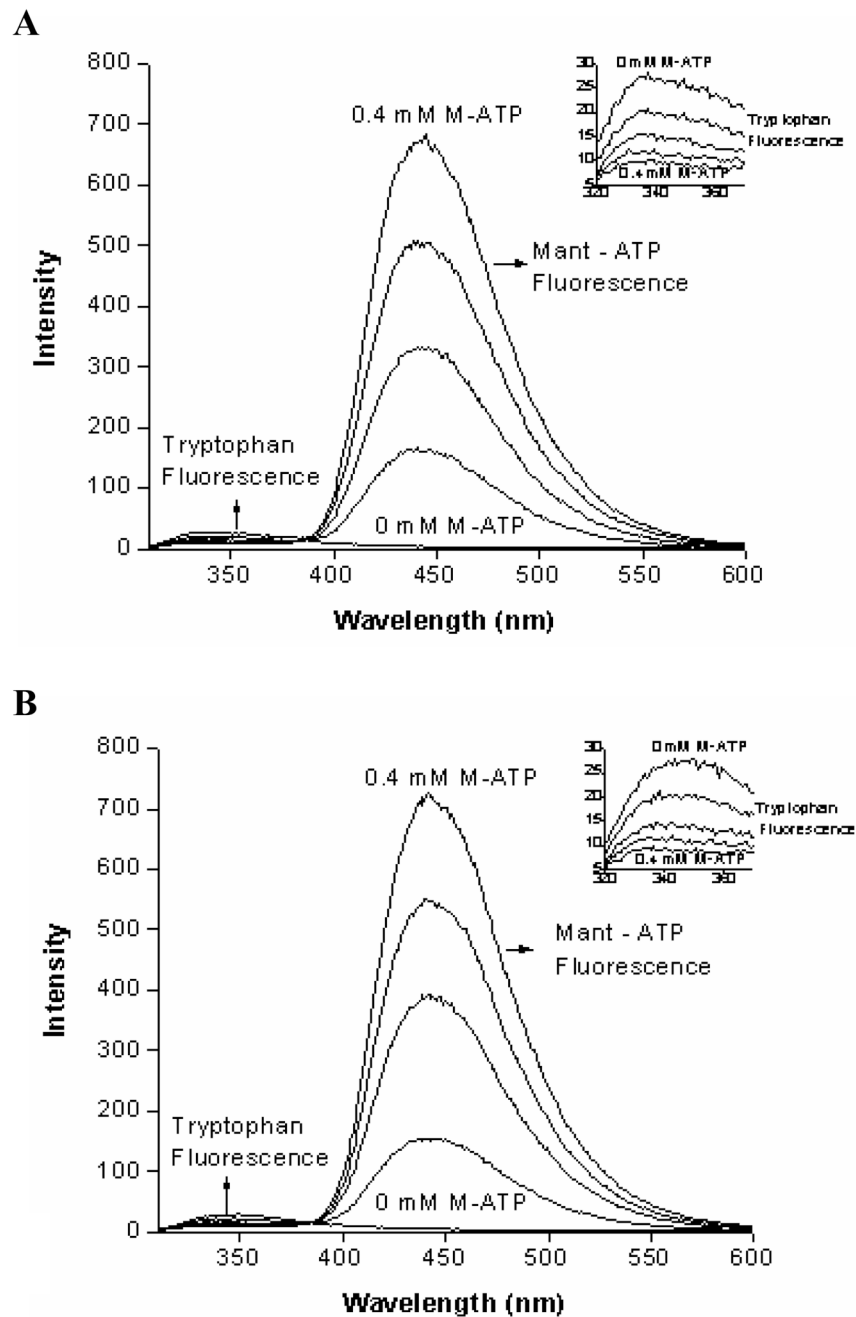 A
800
700
600
500
400
300
200
100
0
Intensity
0.4 mM M-ATP
Mant - ATP
Fluorescence
Tryptophan
Fluorescence
0 mM M-ATP
350 400 450 500 550 600
Wavelength (nm)
30
25
20
15
10
5
0 mM M-ATP
Tryptophan
Fluorescence
0.4 mM M-ATP
320 340 360
B
800
700
600
500
400
300
200
100
0
Intensity
0.4 mM M-ATP
Mant - ATP
Fluorescence
Tryptophan
Fluorescence
0 mM M-ATP
350 400 450 500 550 600
Wavelength (nm)
30
25
20
15
10
5
0 mM M-ATP
Tryptophan
Fluorescence
0.4 mM M-ATP
320 340 360